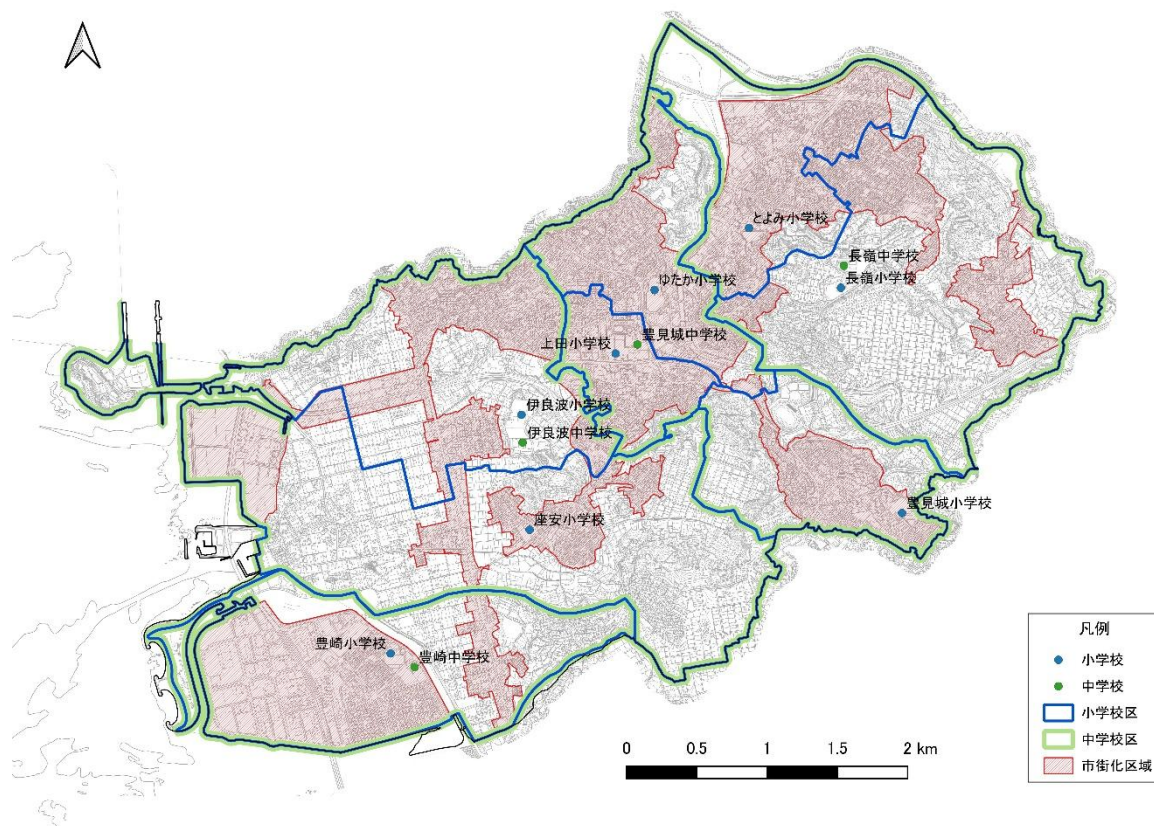 とよみ小学校
長嶺中学校
長嶺小学校
ゆたか小学校
豊見城中学校
上田小学校
伊良波小学校
伊良波中学校
豊見城小学校
座安小学校
豊崎小学校
豊崎中学校
0 0.5 1 1.5 2 km
凡例
小学校
中学校
小学校区
中学校区
市街化区域